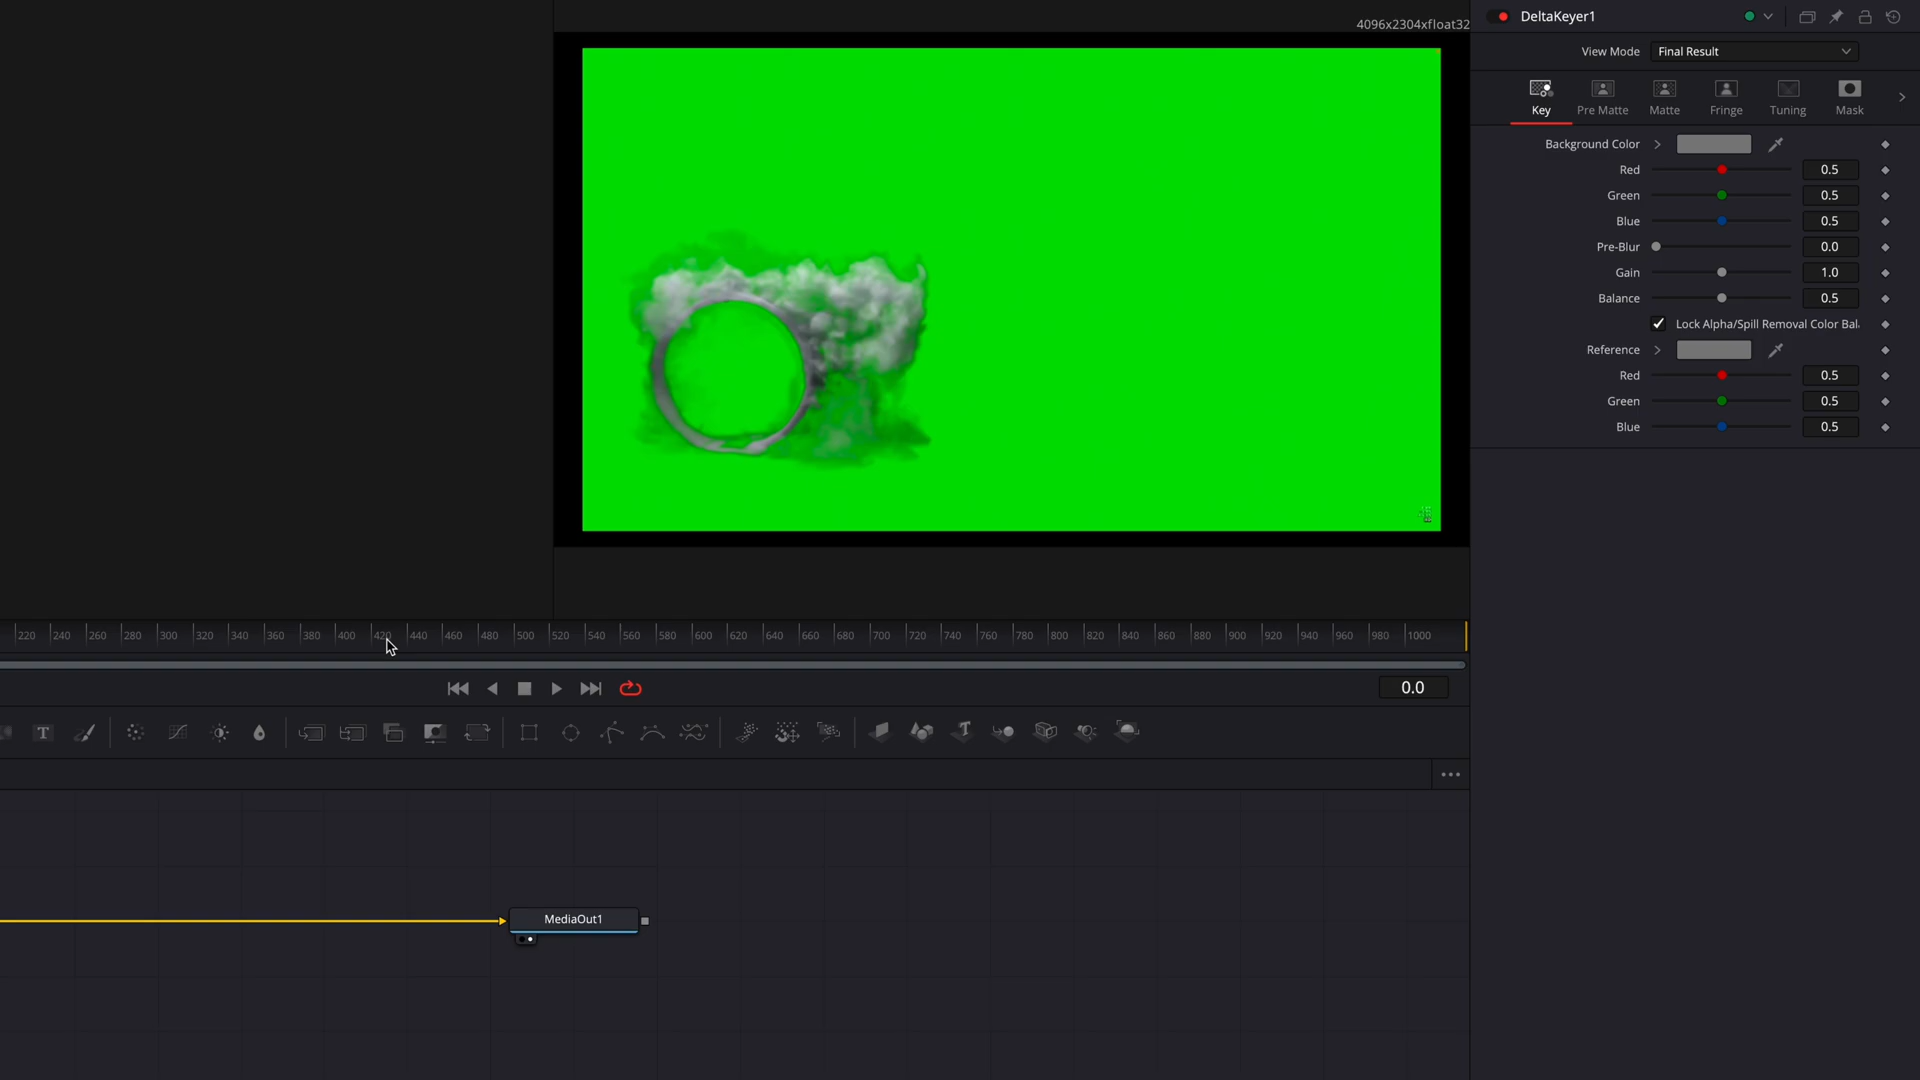 4096x2304xfloat32
DeltaKeyer1
View Mode Final Result
Key Pre Matte Matte Fringe Tuning Mask
Background Color
Red 0.5
Green 0.5
Blue 0.5
Pre-Blur 0.0
Gain 1.0
Balance 0.5
Lock Alpha/Spill Removal Color Bal
Reference
Red 0.5
Green 0.5
Blue 0.5
220 240 260 280 300 320 340 360 380 400 420 440 460 480 500 520 540 560 580 600 620 640 660 680 700 720 740 760 780 800 820 840 860 880 900 920 940 960 980 1000
0.0
T
T
MediaOut1